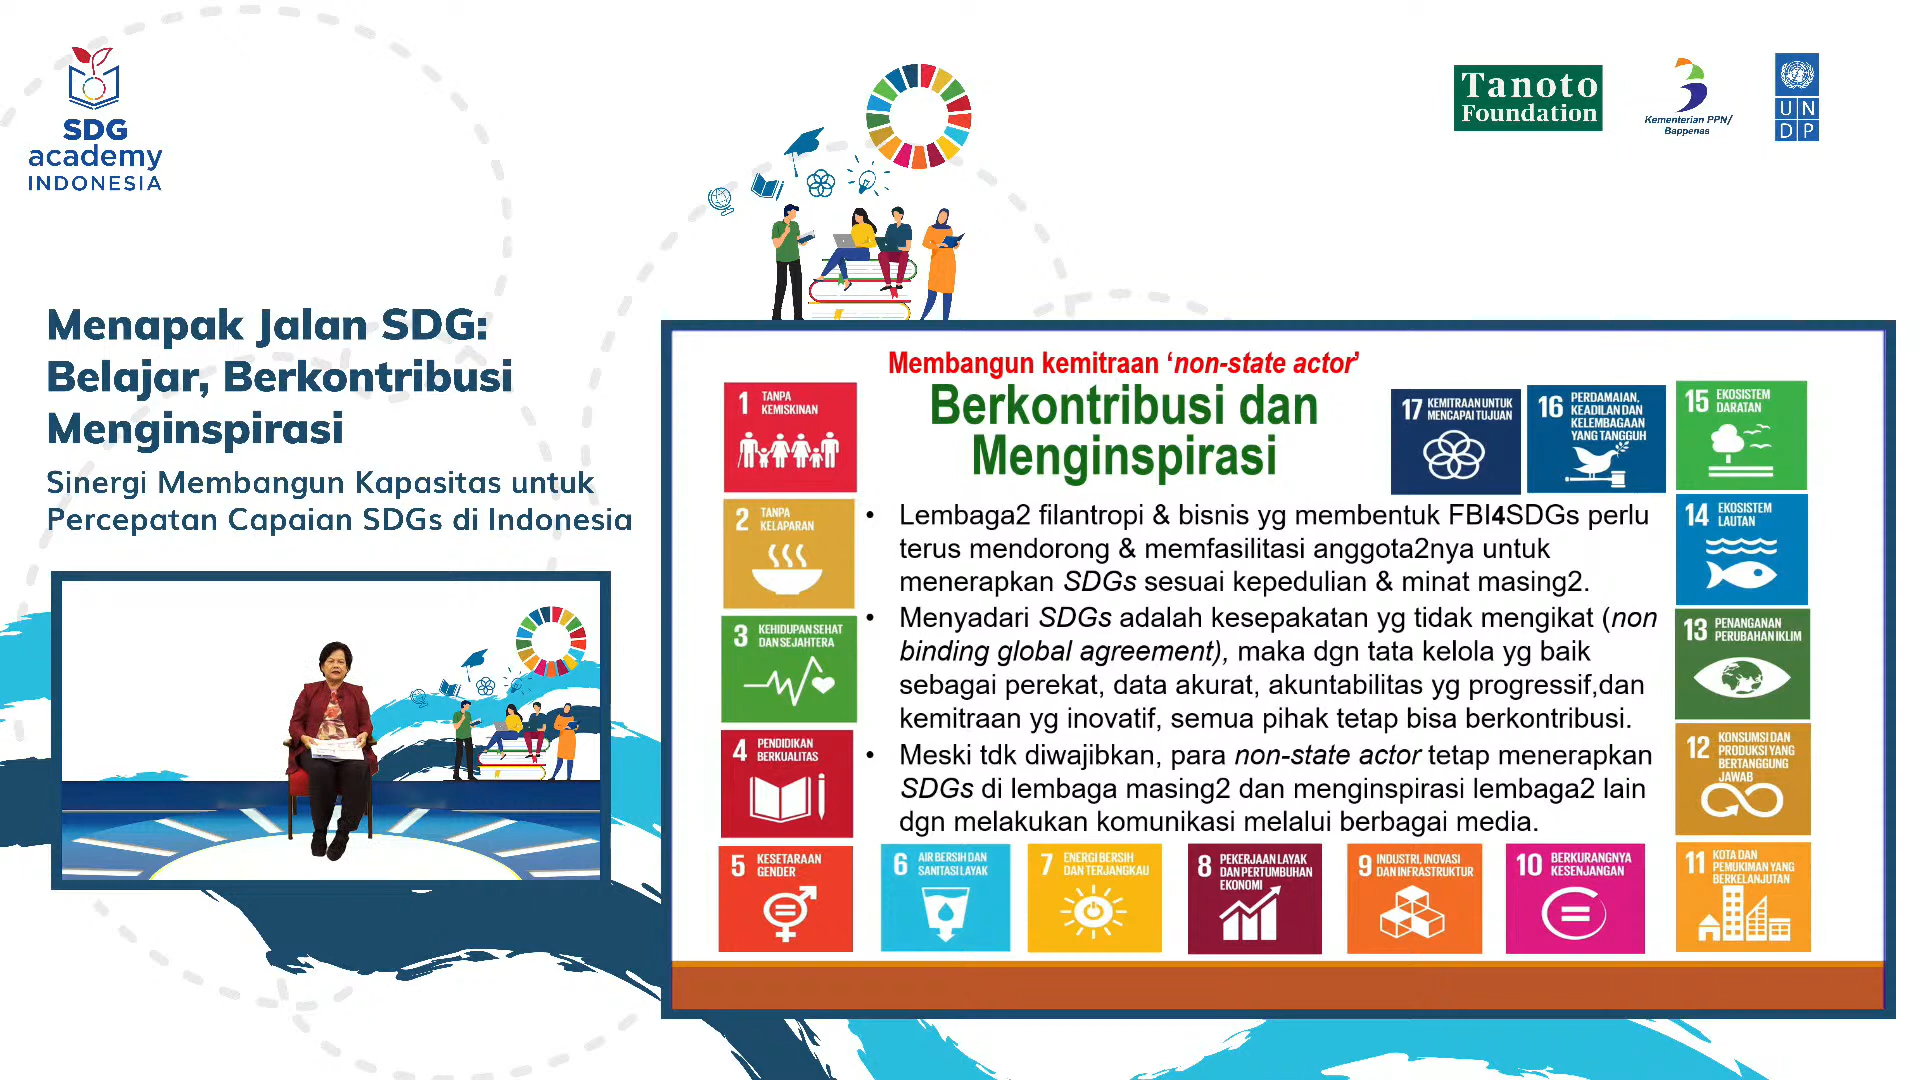 SDG
academy
INDONESIA
Tanoto
Foundation
Kementerian PPN/
Bappenas
U N
D P
Menapak Jalan SDG:
Belajar, Berkontribusi
Menginspirasi
Sinergi Membangun Kapasitas untuk
Percepatan Capaian SDGs di Indonesia
Membangun kemitraan ‘non-state actor’
Berkontribusi dan
Menginspirasi
• Lembaga2 filantropi & bisnis yg membentuk FBI4SDGs perlu
terus mendorong & memfasilitasi anggota2nya untuk
menerapkan SDGs sesuai kepedulian & minat masing2.
• Menyadari SDGs adalah kesepakatan yg tidak mengikat (non
binding global agreement), maka dgn tata kelola yg baik
sebagai perekat, data akurat, akuntabilitas yg progressif,dan
kemitraan yg inovatif, semua pihak tetap bisa berkontribusi.
• Meski tdk diwajibkan, para non-state actor tetap menerapkan
SDGs di lembaga masing2 dan menginspirasi lembaga2 lain
dgn melakukan komunikasi melalui berbagai media.
1 TANPA
KEMISKINAN
2 TANPA
KELAPARAN
3 KEHIDUPAN SEHAT
DAN SEJAHTERA
4 PENDIDIKAN
BERKUALITAS
5 KESETARAAN
GENDER
6 AIR BERSIH DAN
SANITASI LAYAK
7 ENERGI BERSIH
DAN TERJANGKAU
8 PEKERJAAN LAYAK
DAN PERTUMBUHAN
EKONOMI
9 INDUSTRI, INOVASI
DAN INFRASTRUKTUR
10 BERKURANGNYA
KESENJANGAN
11 KOTA DAN
PEMUKIMAN YANG
BERKELANJUTAN
12 KONSUMSI DAN
PRODUKSI YANG
BERTANGGUNG
JAWAB
13 PENANGANAN
PERUBAHAN IKLIM
14 EKOSISTEM
LAUTAN
15 EKOSISTEM
DARATAN
16 PERDAMAIAN,
KEADILAN DAN
KELEMBAGAAN
YANG TANGGUH
17 KEMITRAAN UNTUK
MENCAPAI TUJUAN